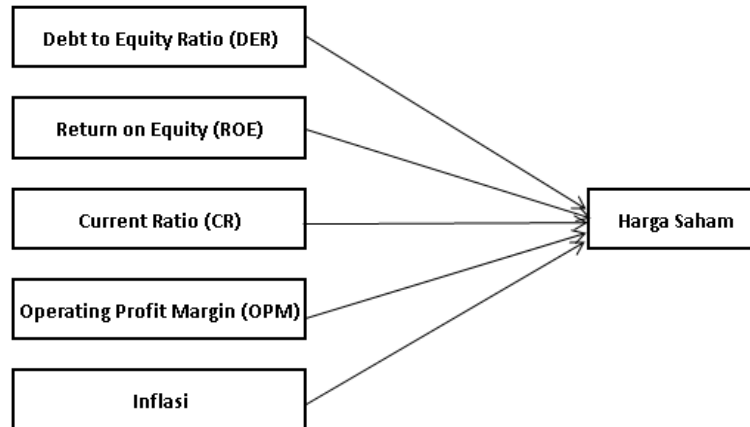 Debt to Equity Ratio (DER)
Return on Equity (ROE)
Current Ratio (CR)
Harga Saham
Operating Profit Margin (OPM)
Inflasi